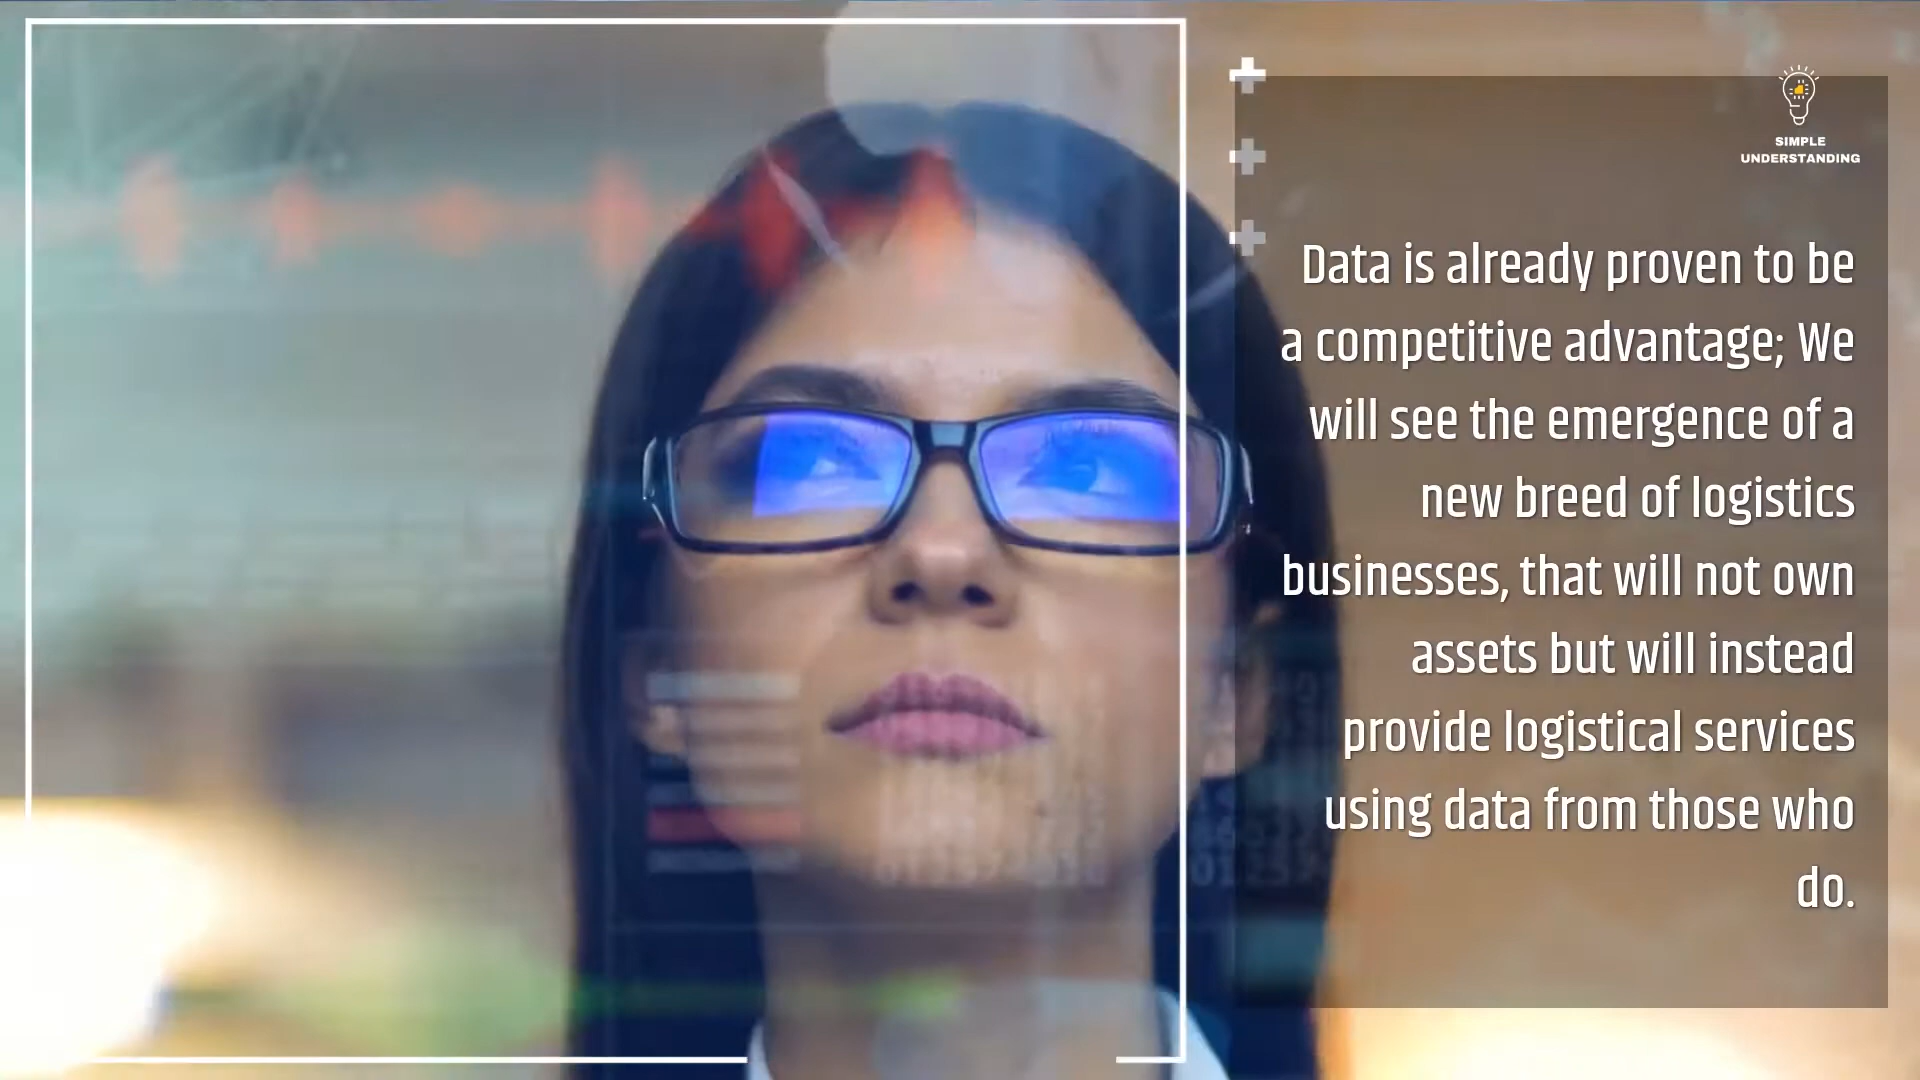 SIMPLE
UNDERSTANDING
Data is already proven to be
a competitive advantage; We
will see the emergence of a
new breed of logistics
businesses, that will not own
assets but will instead
provide logistical services
using data from those who
do.